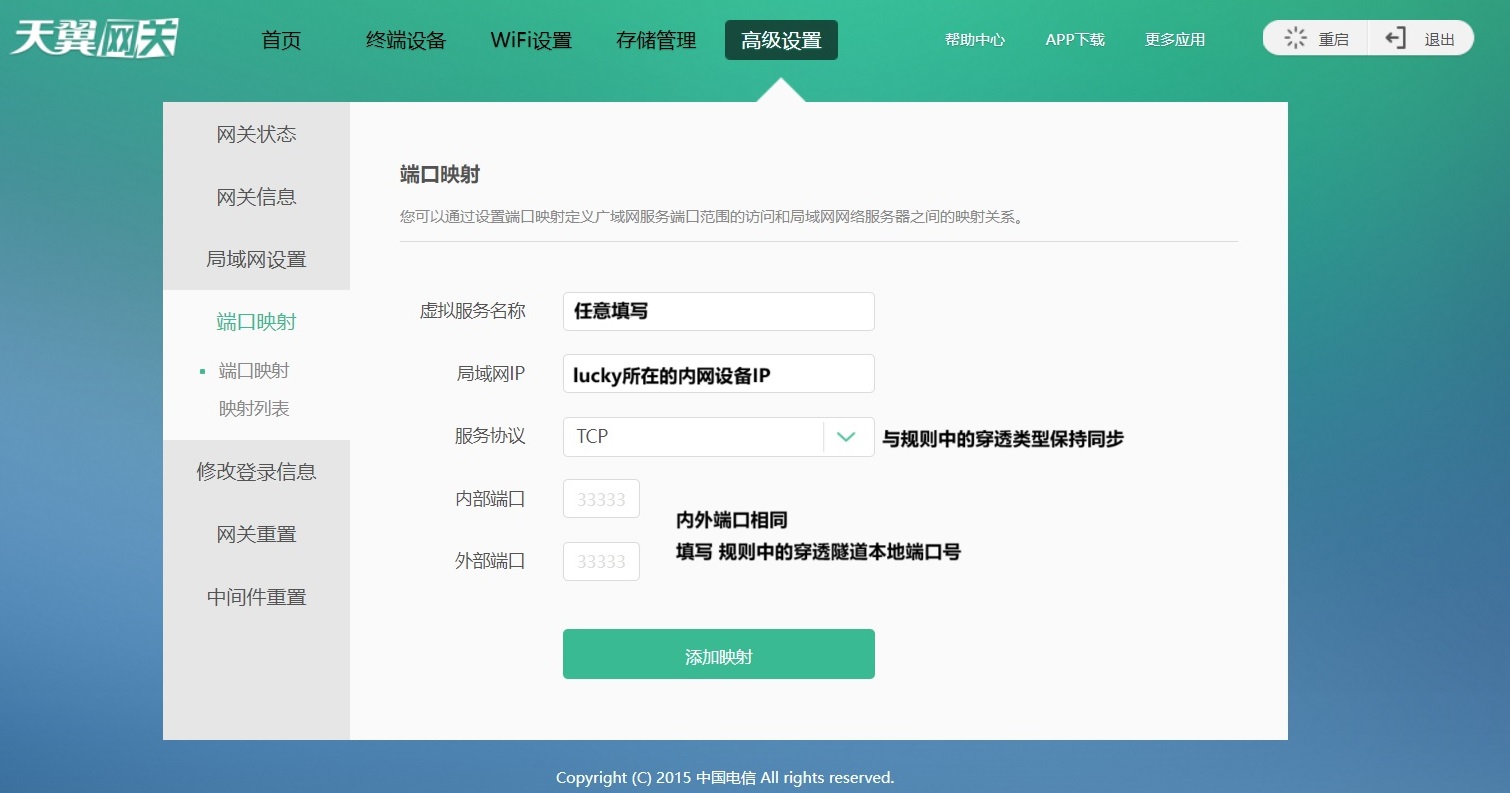 天翼网关
首页 终端设备 WiFi设置 存储管理 高级设置 帮助中心 APP下载 更多应用 重启 退出
网关状态
网关信息
局域网设置
端口映射
端口映射
映射列表
修改登录信息
网关重置
中间件重置
端口映射
您可以通过设置端口映射定义广域网服务端口范围的访问和局域网网络服务器之间的映射关系。
虚拟服务名称 任意填写
局域网IP lucky所在的内网设备IP
服务协议 TCP 与规则中的穿透类型保持同步
内部端口 33333
内外端口相同
填写 规则中的穿透隧道本地端口号
外部端口 33333
添加映射
Copyright (C) 2015 中国电信 All rights reserved.